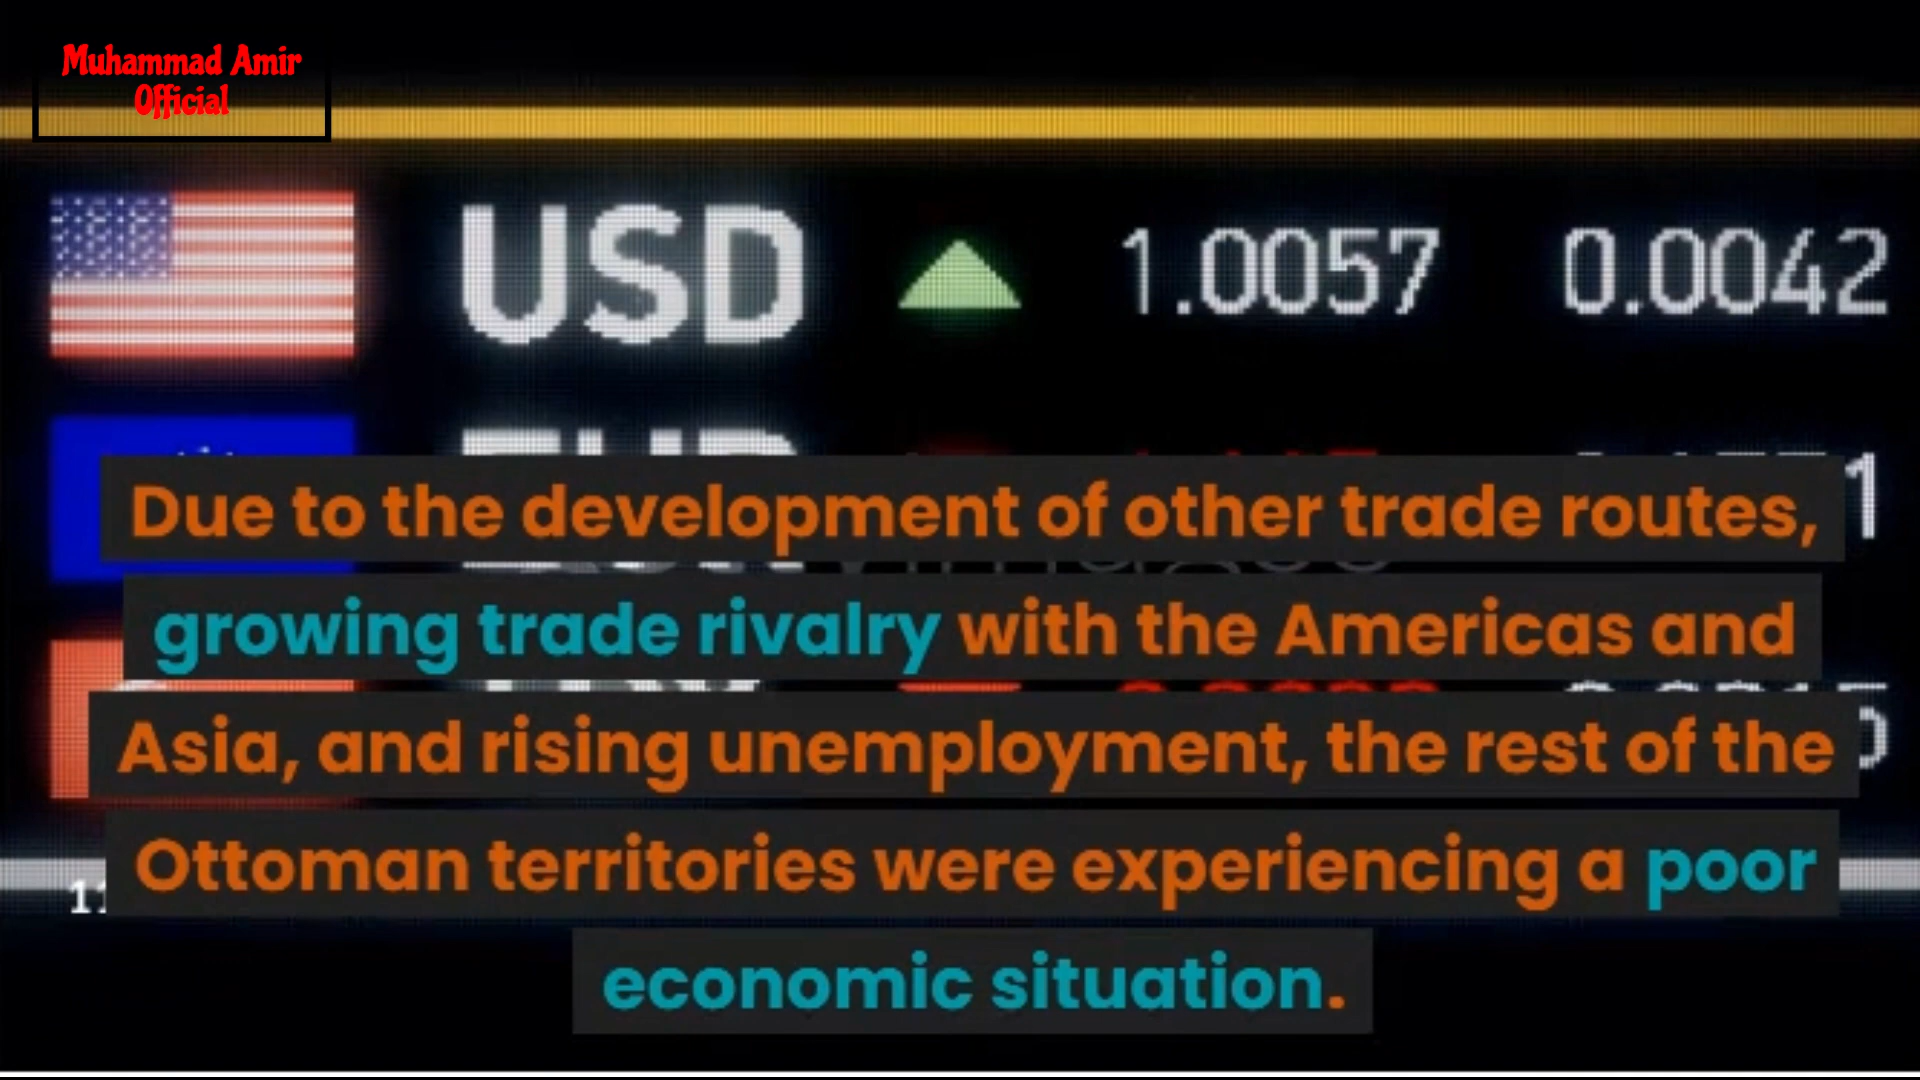 Muhammad Amir
Official
USD 1.0057 0.0042
Due to the development of other trade routes,
growing trade rivalry with the Americas and
Asia, and rising unemployment, the rest of the
Ottoman territories were experiencing a poor
economic situation.